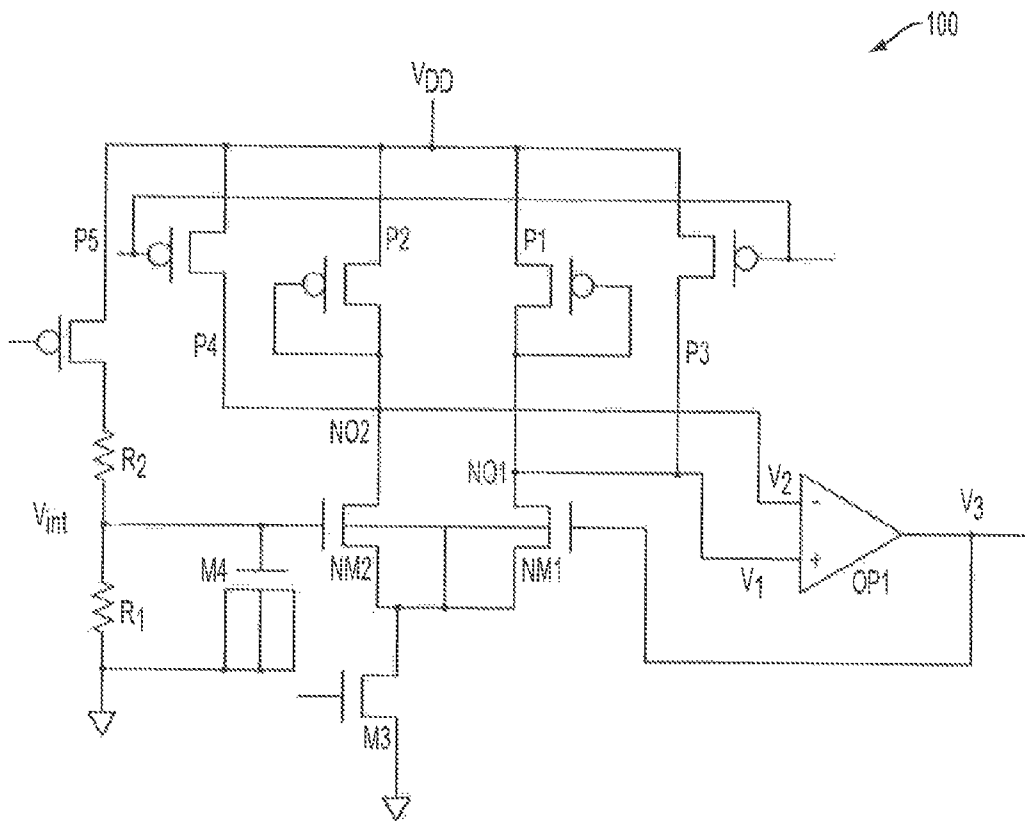 100
VDD
P5
P2
P1
P4
P3
NO2
R2
NO1
V2
V3
Vint
-
M4
NM2
NM1
+
V1
OP1
R1
M3